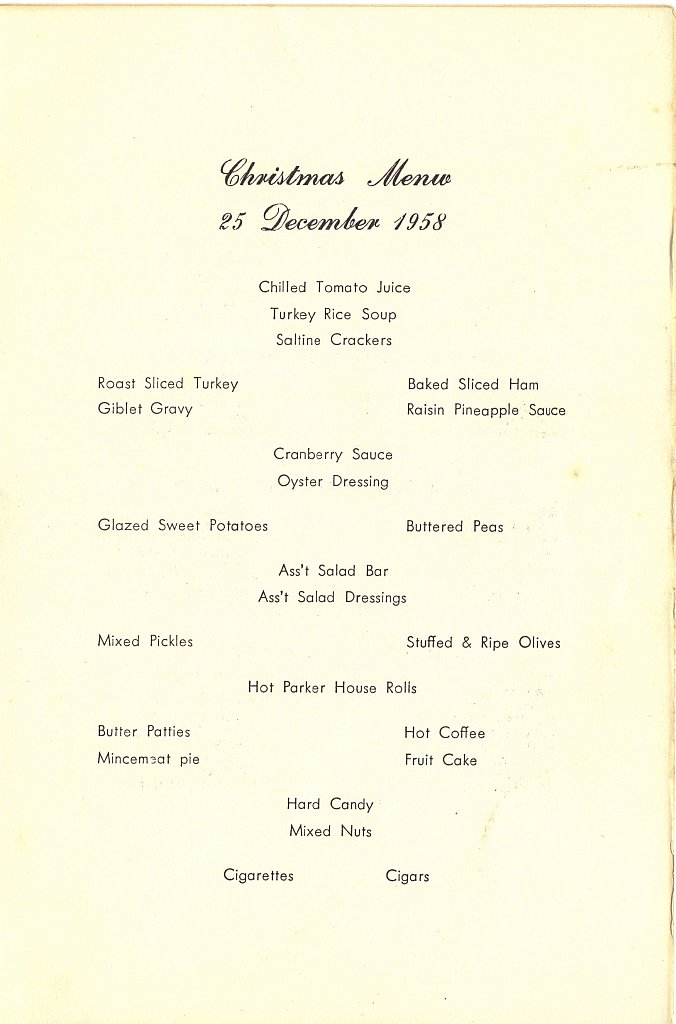 Christmas Menu
25 December 1958
Chilled Tomato Juice
Turkey Rice Soup
Saltine Crackers
Roast Sliced Turkey Baked Sliced Ham
Giblet Gravy Raisin Pineapple Sauce
Cranberry Sauce
Oyster Dressing
Glazed Sweet Potatoes Buttered Peas
Ass't Salad Bar
Ass't Salad Dressings
Mixed Pickles Stuffed & Ripe Olives
Hot Parker House Rolls
Butter Patties Hot Coffee
Mincemeat pie Fruit Cake
Hard Candy
Mixed Nuts
Cigarettes Cigars